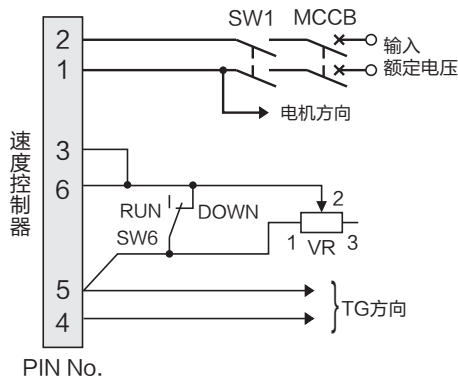 SW1 MCCB
2 输入
1 额定电压
电机方向
速度控制器
3
6
2
RUN DOWN
SW6
1 VR 3
5
4
TG方向
PIN No.